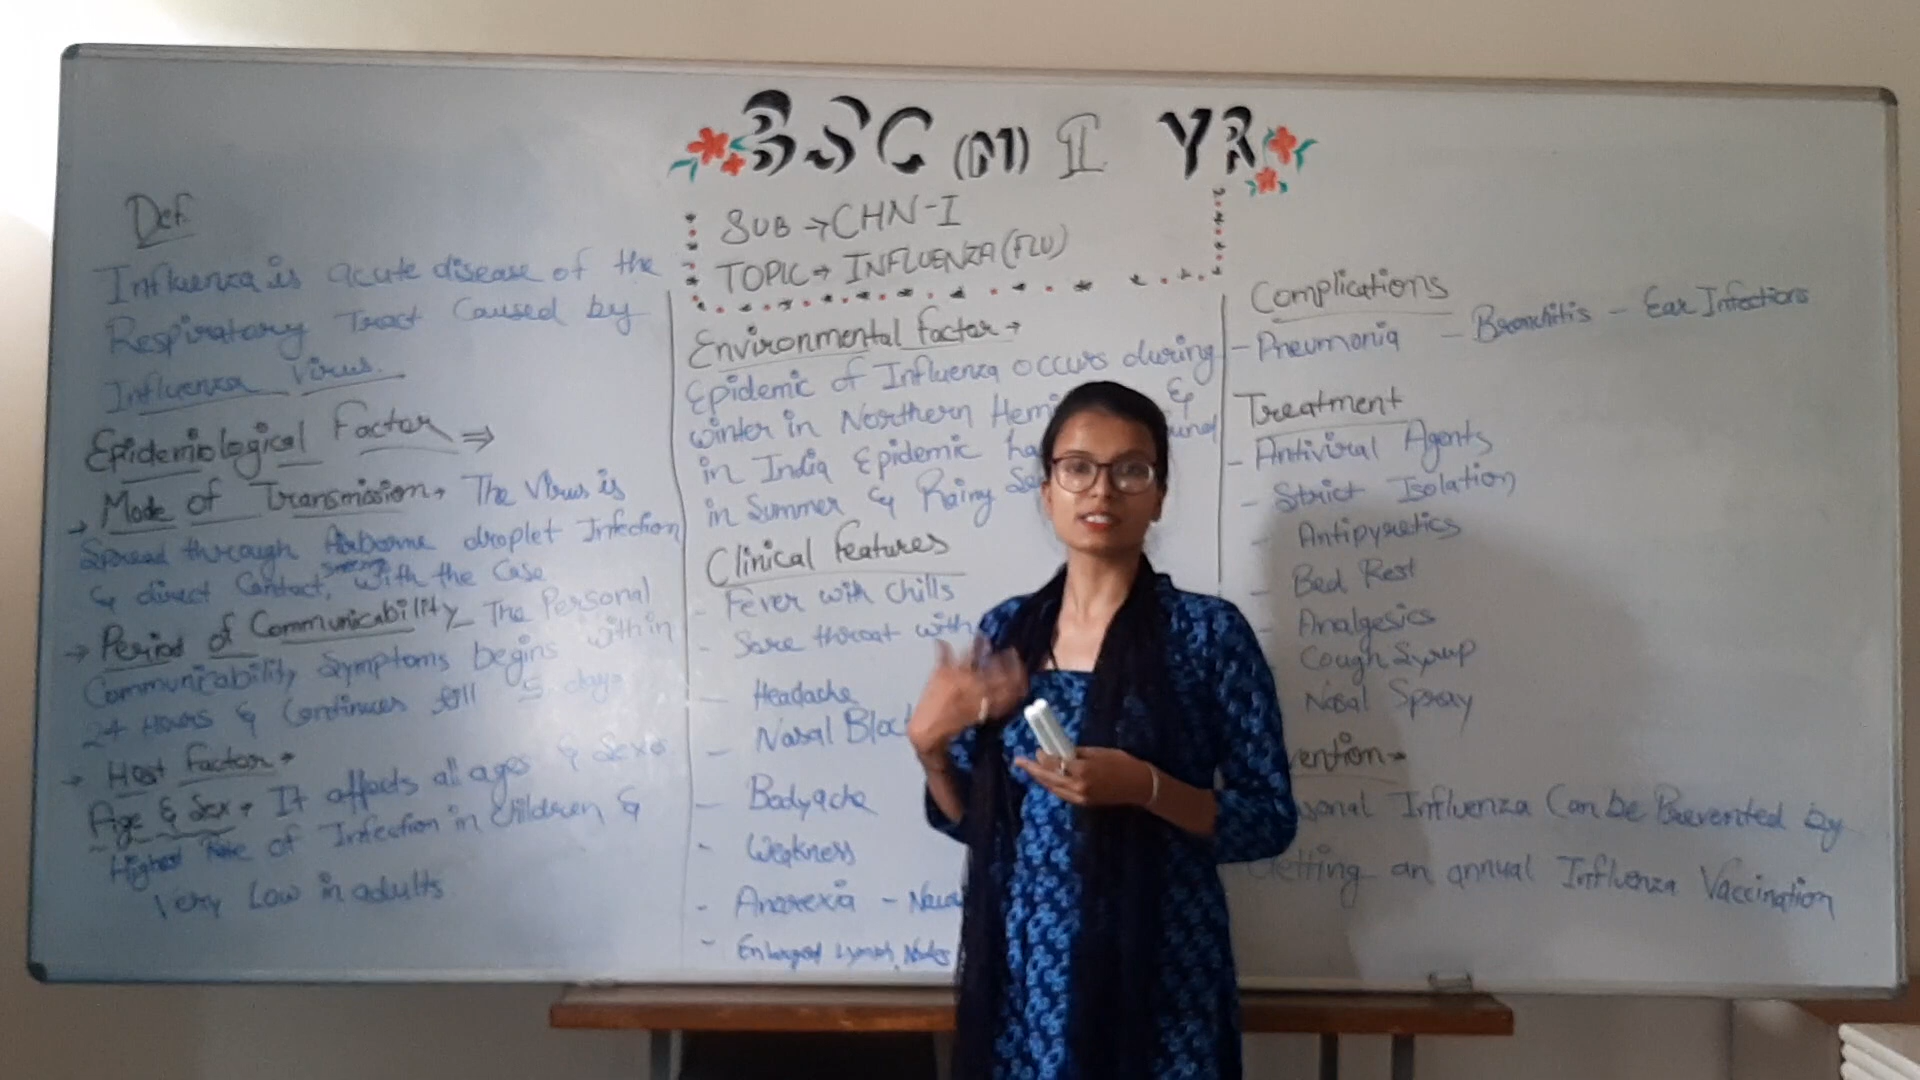 BSC (N) II YR
SUB → CHN-I
TOPIC → INFLUENZA (FLU)
Def.
Influenza is acute disease of the
Respiratory Tract Caused by
Influenza Virus.
Epidemiological Factor ⇒
→ Mode of Transmission → The Virus is
Spread through Airborne droplet Infection
& direct Contact, sneezing with the Case
→ Period of Communicability - The Personal
Communicability Symptoms begins within
24 Hours & Continues till 5 days
→ Host Factor →
Age & Sex → It affects all ages & Sexes
Highest Rate of Infection in Children &
Very Low in adults
Environmental factor →
Epidemic of Influenza occurs during
winter in Northern &
in India Epidemic
in Summer & Rainy
Clinical Features
- Fever with chills
- Sore throat with
- Headache
- Nasal
- Bodyache
- Weakness
- Anorexia -
- Enlarged Lymph Nodes
Complications
- Pneumonia - Bronchitis - Ear Infections
Treatment
- Antiviral Agents
- Strict Isolation
- Antipyretics
- Bed Rest
- Analgesics
Cough Syrup
Nasal Spray
Influenza Can be Prevented by
Getting an annual Influenza Vaccination